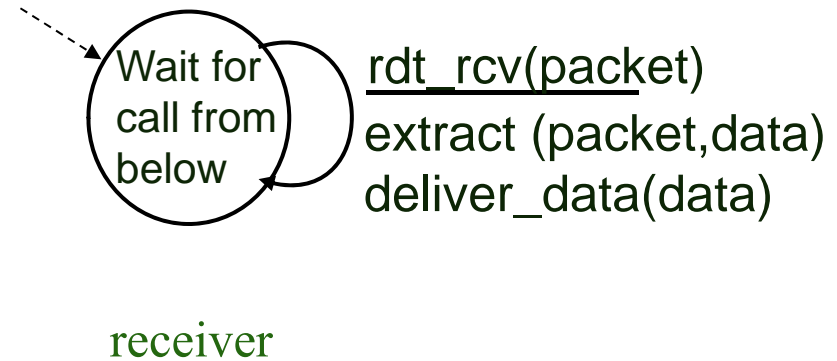 Wait for
call from
below
rdt_rcv(packet)
extract (packet,data)
deliver_data(data)
receiver